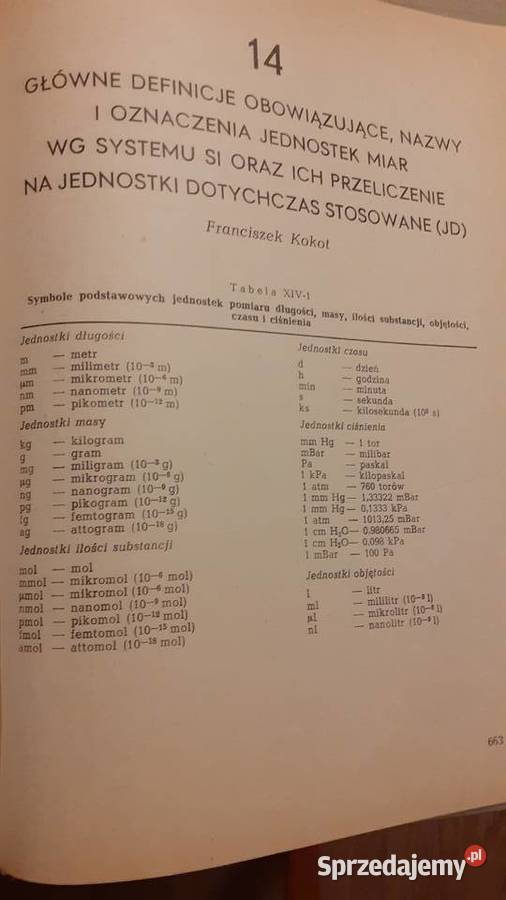 14
GŁÓWNE DEFINICJE OBOWIĄZUJĄCE, NAZWY
I OZNACZENIA JEDNOSTEK MIAR
WG SYSTEMU SI ORAZ ICH PRZELICZENIE
NA JEDNOSTKI DOTYCHCZAS STOSOWANE (JD)
Franciszek Kokot
Tabela XIV-1
Symbole podstawowych jednostek pomiaru długości, masy, ilości substancji, objętości,
czasu i ciśnienia
Jednostki długości
m — metr
mm — milimetr (10⁻³ m)
μm — mikrometr (10⁻⁶ m)
nm — nanometr (10⁻⁹ m)
pm — pikometr (10⁻¹² m)
Jednostki masy
kg — kilogram
g — gram
mg — miligram (10⁻³ g)
μg — mikrogram (10⁻⁶ g)
ng — nanogram (10⁻⁹ g)
pg — pikogram (10⁻¹² g)
fg — femtogram (10⁻¹⁵ g)
ag — attogram (10⁻¹⁸ g)
Jednostki ilości substancji
mol — mol
mmol — mikromol (10⁻⁶ mol)
μmol — mikromol (10⁻⁶ mol)
nmol — nanomol (10⁻⁹ mol)
pmol — pikomol (10⁻¹² mol)
fmol — femtomol (10⁻¹⁵ mol)
amol — attomol (10⁻¹⁸ mol)
Jednostki czasu
d — dzień
h — godzina
min — minuta
s — sekunda
ks — kilosekunda (10³ s)
Jednostki ciśnienia
mm Hg — 1 tor
mBar — milibar
Pa — paskal
1 kPa — kilopaskal
1 atm — 760 torów
1 mm Hg — 1,33322 mBar
1 mm Hg — 0,1333 kPa
1 atm — 1013,25 mBar
1 cm H₂O — 0.980665 mBar
1 cm H₂O — 0.098 kPa
1 mBar — 100 Pa
Jednostki objętości
l — litr
ml — mililitr
μl — mikrolitr
nl — nanolitr
663
Sprzedajemy.pl